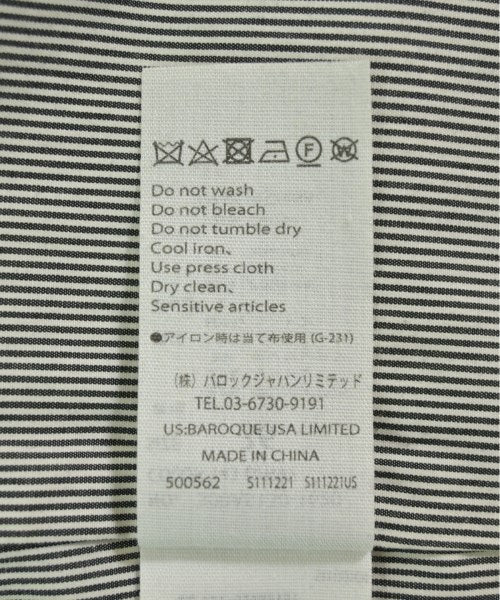 F W
Do not wash
Do not bleach
Do not tumble dry
Cool iron、
Use press cloth
Dry clean、
Sensitive articles
●アイロン時は当て布使用 (G-231)
(株) バロックジャパンリミテッド
TEL.03-6730-9191
US:BAROQUE USA LIMITED
MADE IN CHINA
500562 S111221 S111221US